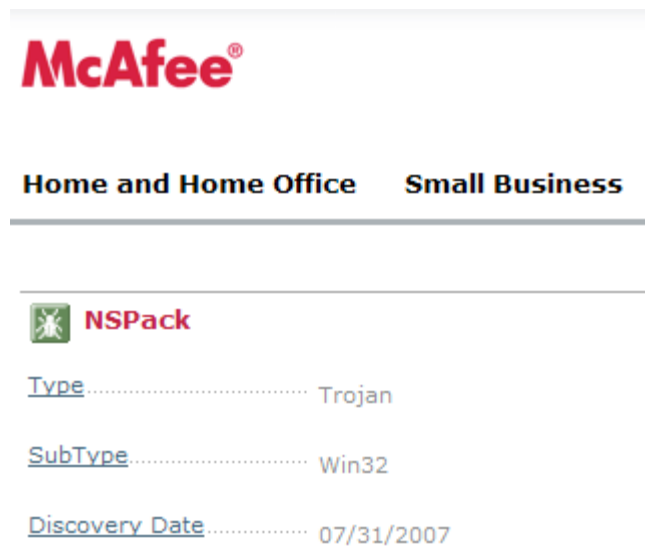 McAfee®
Home and Home Office Small Business
NSPack
Type Trojan
SubType Win32
Discovery Date 07/31/2007